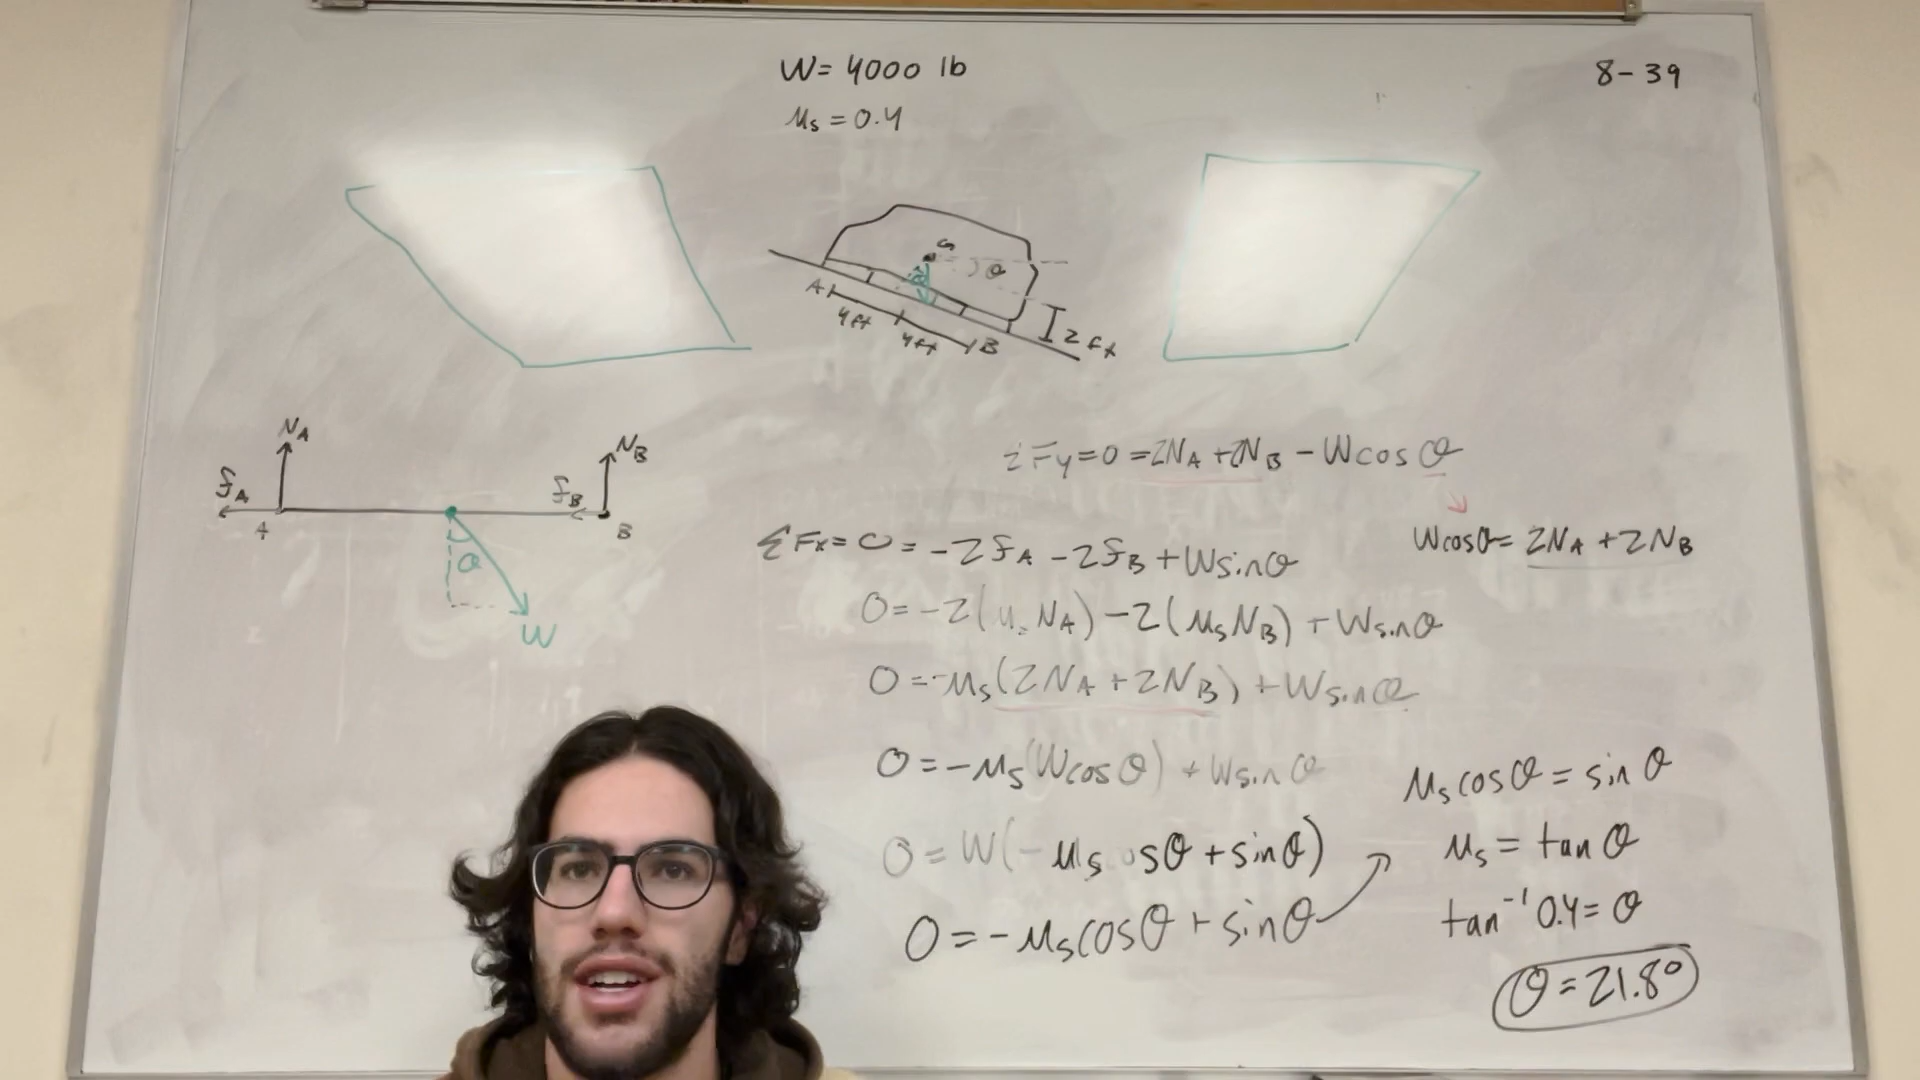 W = 4000 lb
8-39
μs = 0.4
G
θ
A
4ft
4ft
B
2 ft
NA
NB
fA
fB
A
B
θ
W
ΣFy = 0 = 2NA + 2NB - W cos θ
W cos θ = 2NA + 2NB
ΣFx = 0 = -2fA - 2fB + W sin θ
0 = -2(μs NA) - 2(μs NB) + W sin θ
0 = -μs(2NA + 2NB) + W sin θ
0 = -μs(W cos θ) + W sin θ
0 = W(-μs cos θ + sin θ)
0 = -μs cos θ + sin θ
μs cos θ = sin θ
μs = tan θ
tan⁻¹ 0.4 = θ
θ = 21.8°